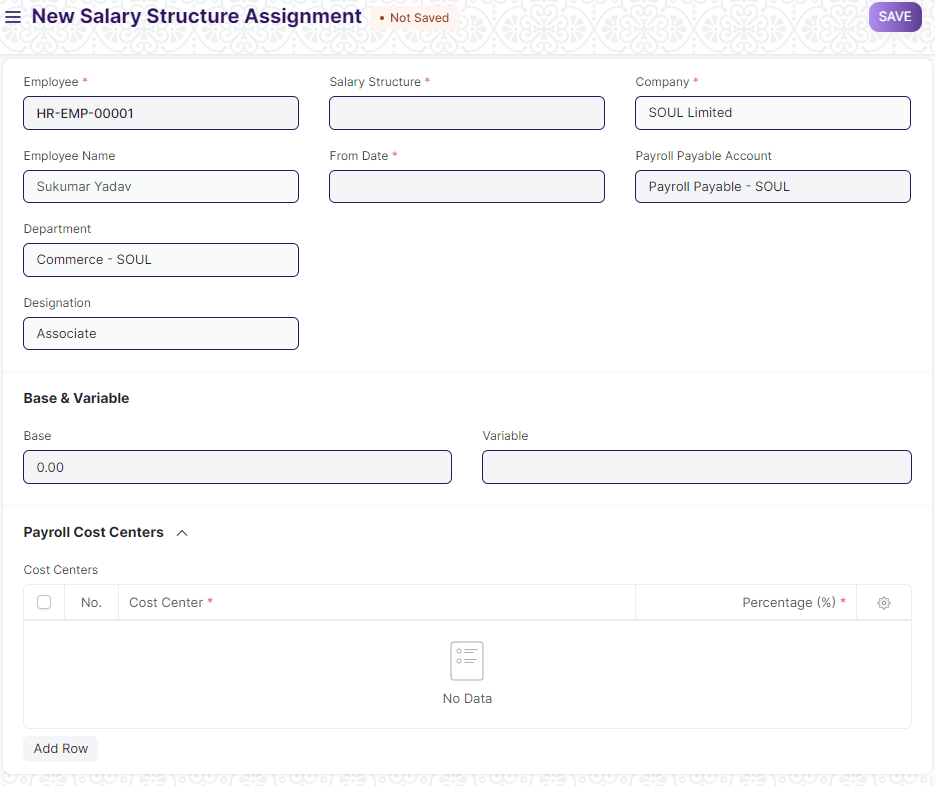 New Salary Structure Assignment • Not Saved SAVE
Employee * Salary Structure * Company *
HR-EMP-00001 SOUL Limited
Employee Name From Date * Payroll Payable Account
Sukumar Yadav Payroll Payable - SOUL
Department
Commerce - SOUL
Designation
Associate
Base & Variable
Base Variable
0.00
Payroll Cost Centers
Cost Centers
No. Cost Center * Percentage (%) *
No Data
Add Row